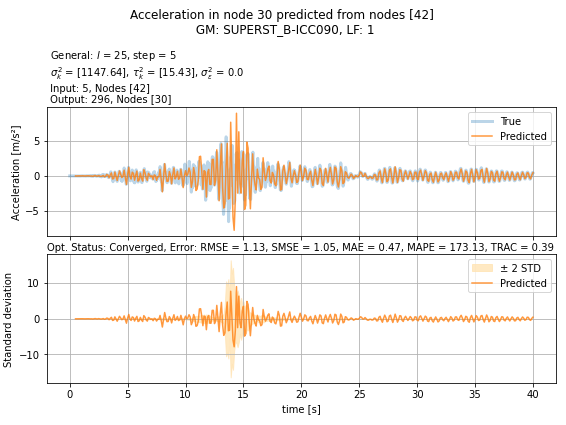 Acceleration in node 30 predicted from nodes [42]
GM: SUPERST_B-ICC090, LF: 1
General: l = 25, step = 5
σ²ₖ = [1147.64], τ²ₖ = [15.43], σ²ε = 0.0
Input: 5, Nodes [42]
Output: 296, Nodes [30]
True
Predicted
Acceleration [m/s²]
5
0
−5
Opt. Status: Converged, Error: RMSE = 1.13, SMSE = 1.05, MAE = 0.47, MAPE = 173.13, TRAC = 0.39
± 2 STD
Predicted
Standard deviation
10
0
−10
0 5 10 15 20 25 30 35 40
time [s]